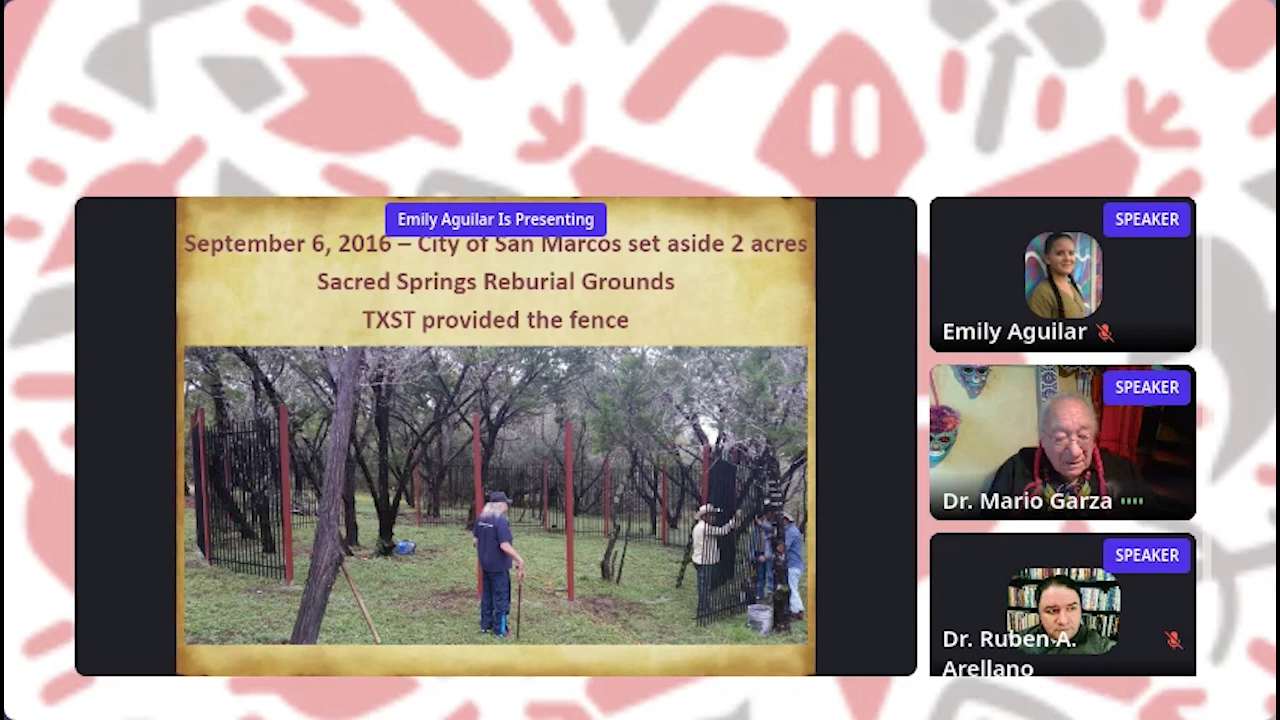 Emily Aguilar Is Presenting
September 6, 2016 – City of San Marcos set aside 2 acres
Sacred Springs Reburial Grounds
TXST provided the fence
SPEAKER
Emily Aguilar
SPEAKER
Dr. Mario Garza
SPEAKER
Dr. Ruben A.
Arellano